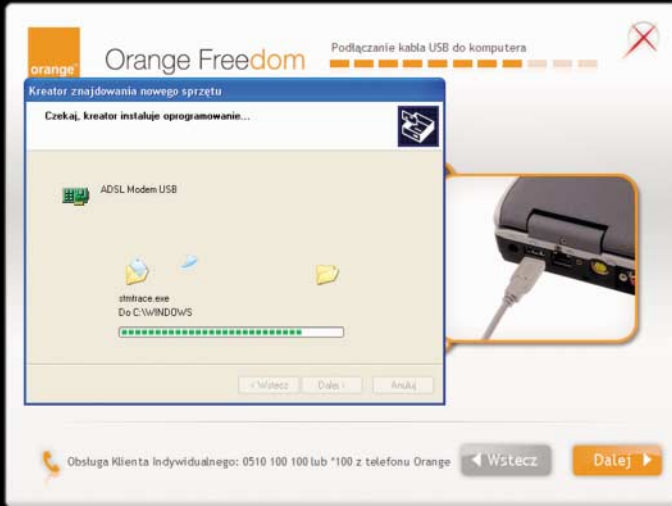 orange™
Orange Freedom
Podłączanie kabla USB do komputera
Kreator znajdowania nowego sprzętu
Czekaj, kreator instaluje oprogramowanie...
ADSL Modem USB
stmtrace.exe
Do C:\WINDOWS
< Wstecz
Dalej >
Anuluj
Obsługa Klienta Indywidualnego: 0510 100 100 lub *100 z telefonu Orange
Wstecz
Dalej